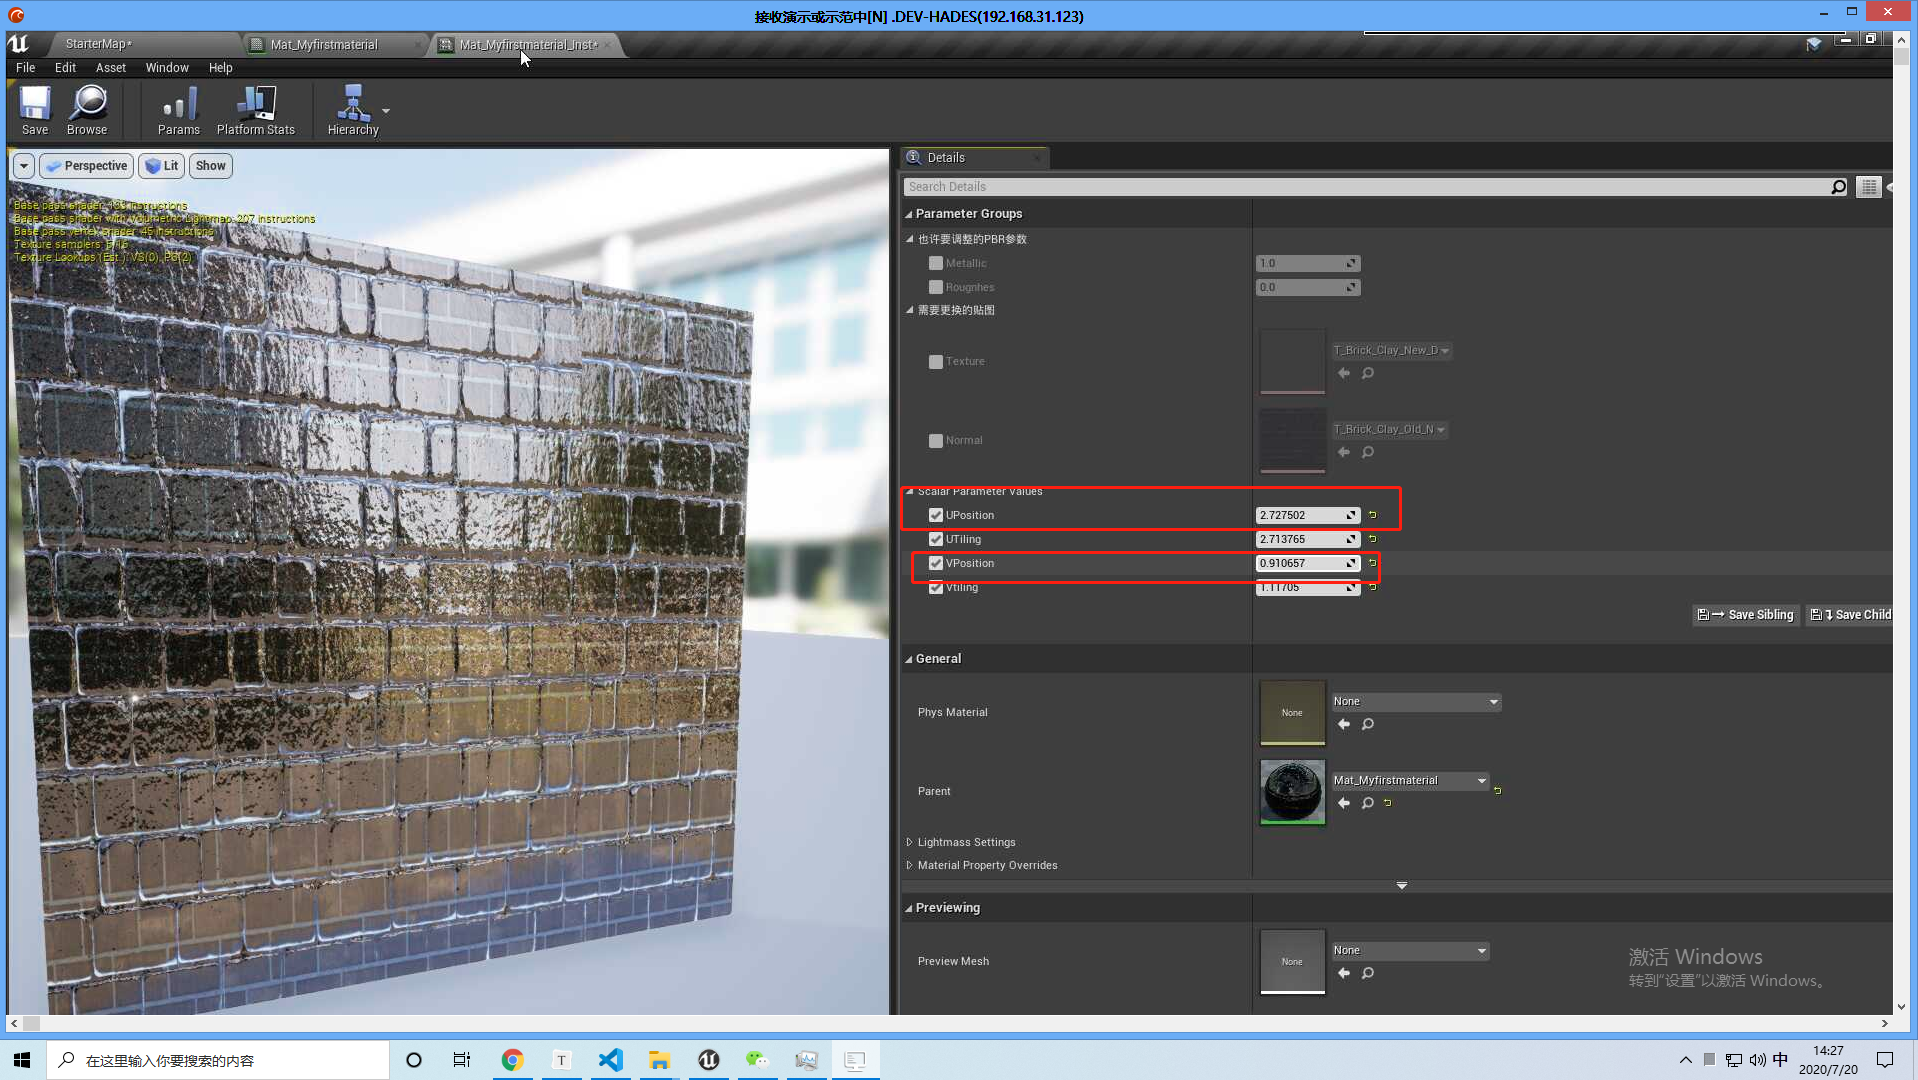 接收演示或示范中[N] .DEV-HADES(192.168.31.123)
StarterMap*
Mat_Myfirstmaterial
Mat_Myfirstmaterial_Inst*
File Edit Asset Window Help
Save Browse Params Platform Stats Hierarchy
Perspective Lit Show
Base pass shader: 183 instructions
Base pass shader with Volumetric Lightmap: 207 instructions
Base pass vertex shader: 45 instructions
Texture samplers: 5/16
Texture Lookups (Est.): VS(0), PS(2)
Details
Search Details
Parameter Groups
也许要调整的PBR参数
Metallic 1.0
Roughhes 0.0
需要更换的贴图
Texture T_Brick_Clay_New_D
Normal T_Brick_Clay_Old_N
Scalar Parameter Values
UPosition 2.727502
UTiling 2.713765
VPosition 0.910657
Vtiling 1.11705
Save Sibling Save Child
General
Phys Material None None
Parent Mat_Myfirstmaterial
Lightmass Settings
Material Property Overrides
Previewing
Preview Mesh None None
激活 Windows
转到"设置"以激活 Windows。
在这里输入你要搜索的内容
T
中
14:27
2020/7/20